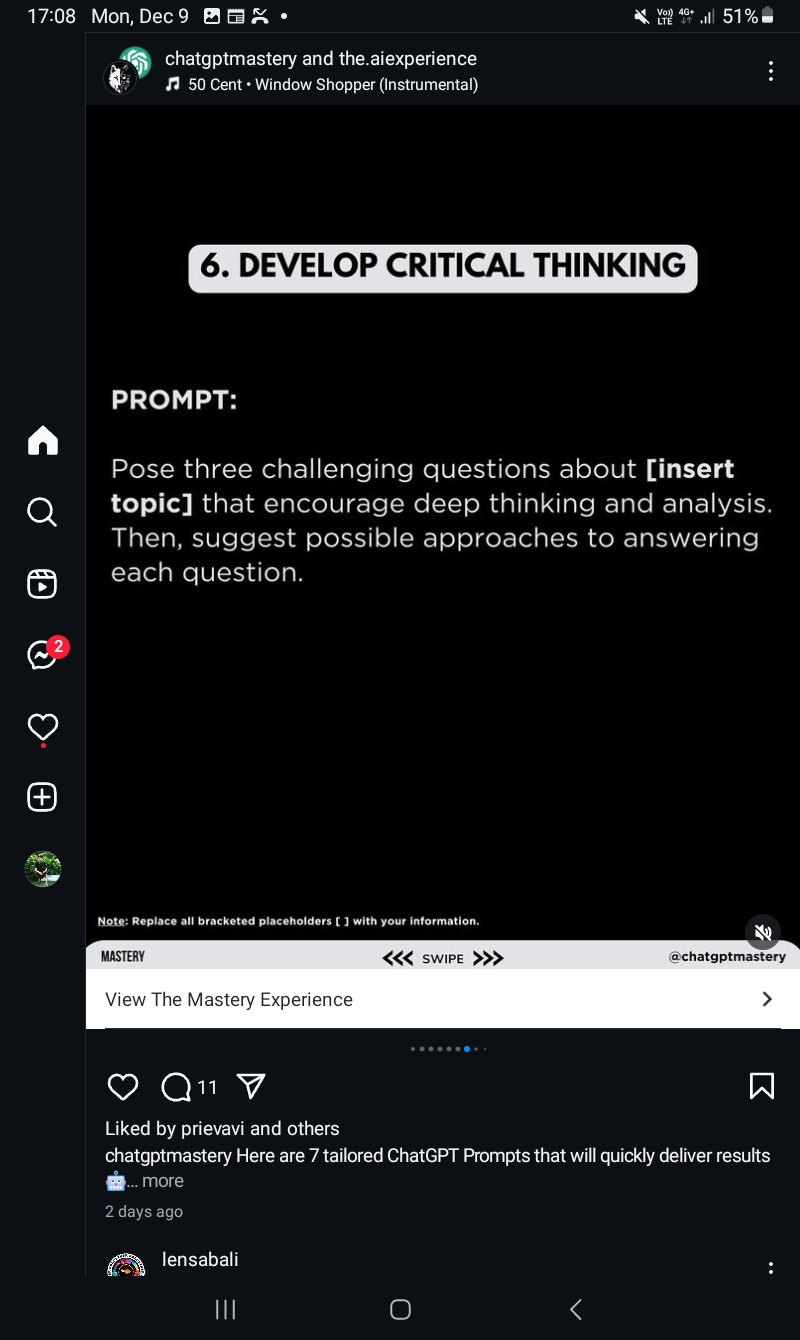 17:08 Mon, Dec 9
Vo)) LTE 4G+ 51%
chatgptmastery and the.aiexperience
50 Cent • Window Shopper (Instrumental)
6. DEVELOP CRITICAL THINKING
PROMPT:
Pose three challenging questions about [insert
topic] that encourage deep thinking and analysis.
Then, suggest possible approaches to answering
each question.
2
Note: Replace all bracketed placeholders [ ] with your information.
MASTERY
<<< SWIPE >>>
@chatgptmastery
View The Mastery Experience
11
Liked by prievavi and others
chatgptmastery Here are 7 tailored ChatGPT Prompts that will quickly deliver results
🤖... more
2 days ago
lensabali